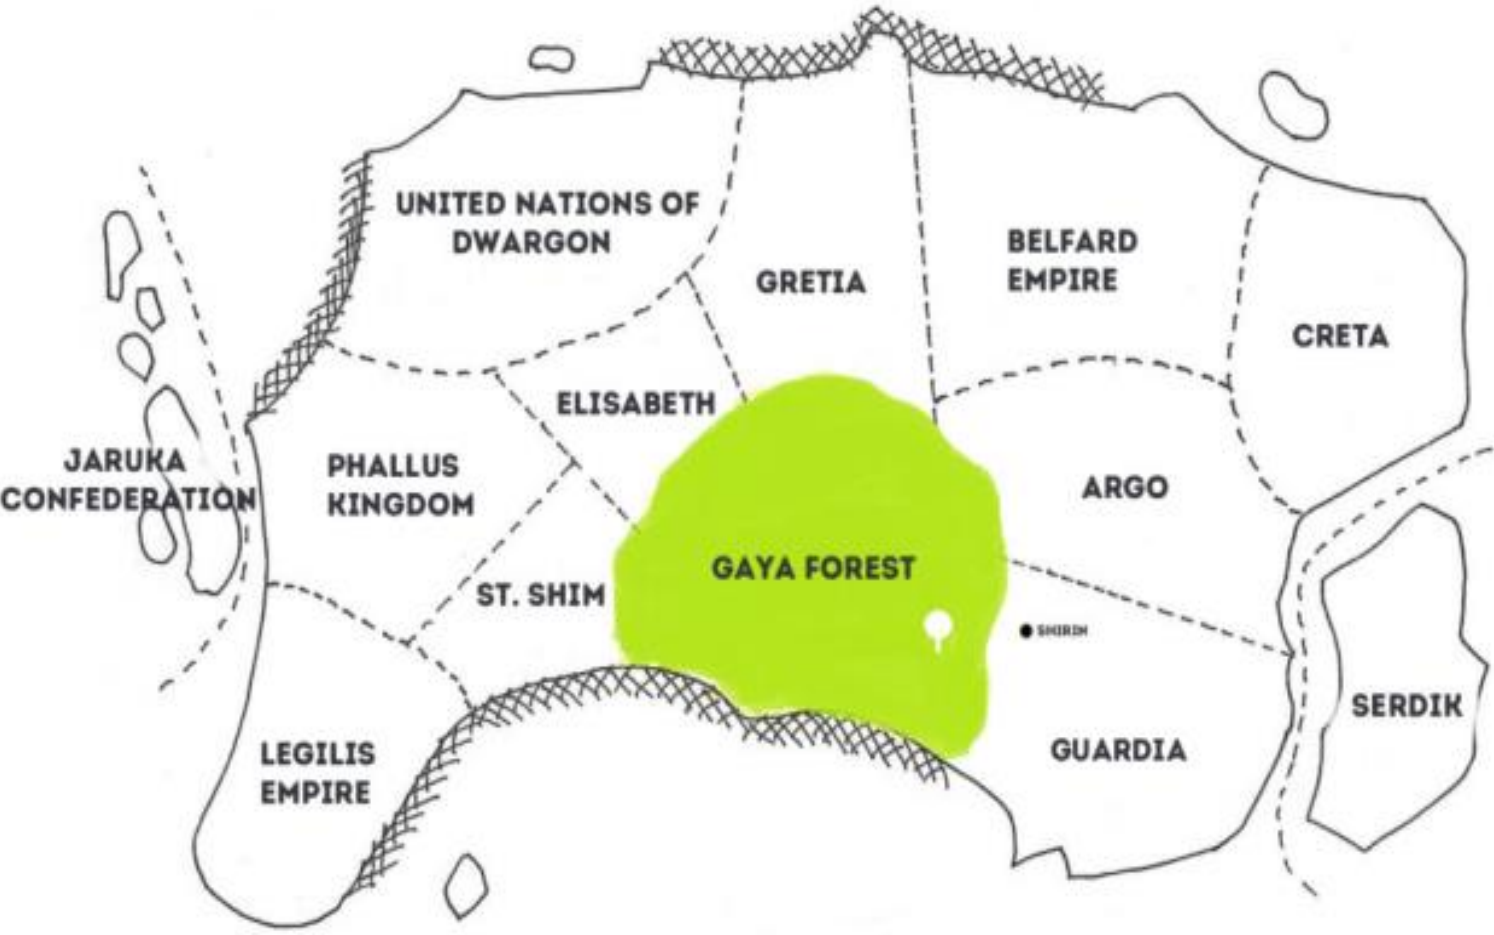 UNITED NATIONS OF
DWARGON
GRETIA
BELFARD
EMPIRE
CRETA
ELISABETH
JARUKA
CONFEDERATION
PHALLUS
KINGDOM
ARGO
GAYA FOREST
ST. SHIM
SHIRIN
SERDIK
LEGILIS
EMPIRE
GUARDIA